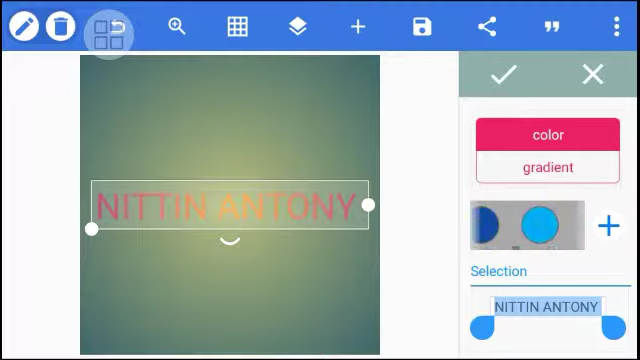 color
gradient
NITTIN ANTONY
Selection
NITTIN ANTONY